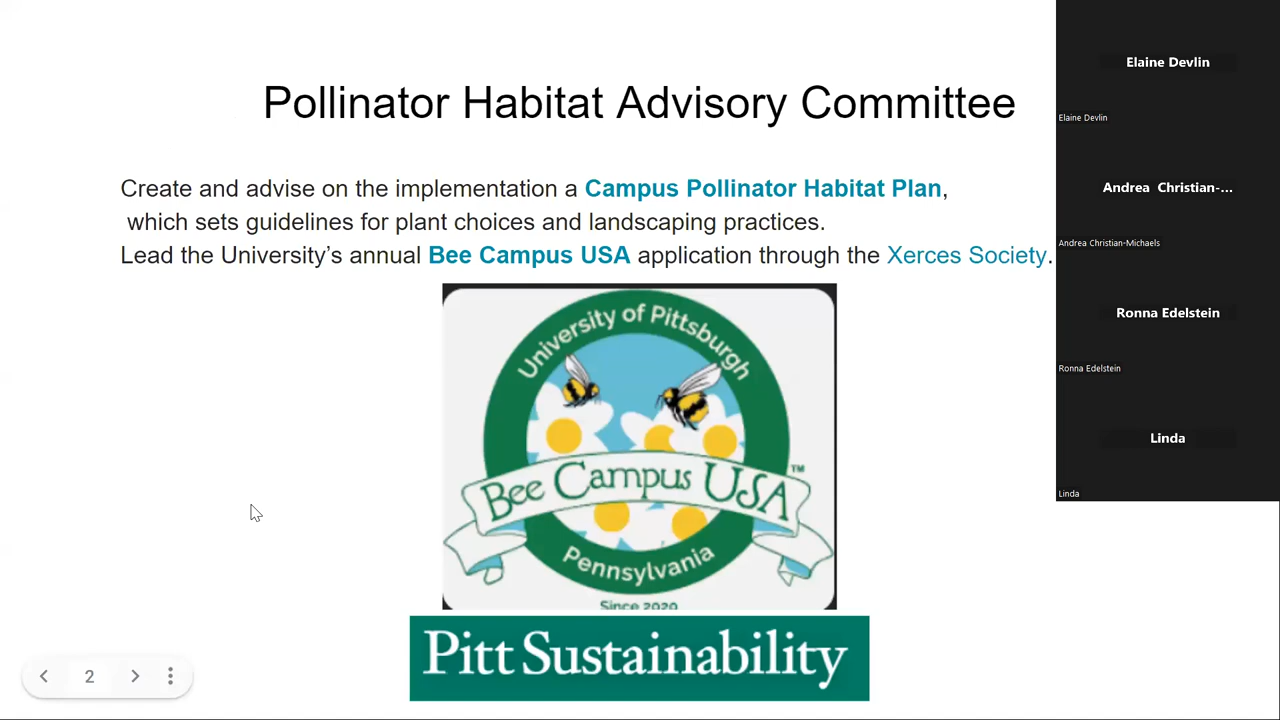 Pollinator Habitat Advisory Committee
Create and advise on the implementation a Campus Pollinator Habitat Plan,
which sets guidelines for plant choices and landscaping practices.
Lead the University’s annual Bee Campus USA application through the Xerces Society.
University of Pittsburgh
Bee Campus USA™
Pennsylvania
Since 2020
Pitt Sustainability
2
Elaine Devlin
Elaine Devlin
Andrea Christian-...
Andrea Christian-Michaels
Ronna Edelstein
Ronna Edelstein
Linda
Linda